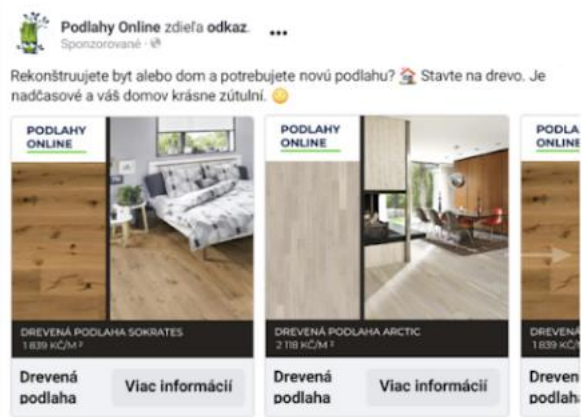 Podlahy Online zdieľa odkaz.
Sponzorované
Rekonštruujete byt alebo dom a potrebujete novú podlahu? 🏠 Stavte na drevo. Je
nadčasové a váš domov krásne zútulní. 😊
PODLAHY
ONLINE
DREVENÁ PODLAHA SOKRATES
1 839 KČ/M²
Drevená
podlaha
Viac informácií
PODLAHY
ONLINE
DREVENÁ PODLAHA ARCTIC
2 118 KČ/M²
Drevená
podlaha
Viac informácií
PODLA
ONLINE
DREVEN
1 839 KČ/
Dreven
podlah